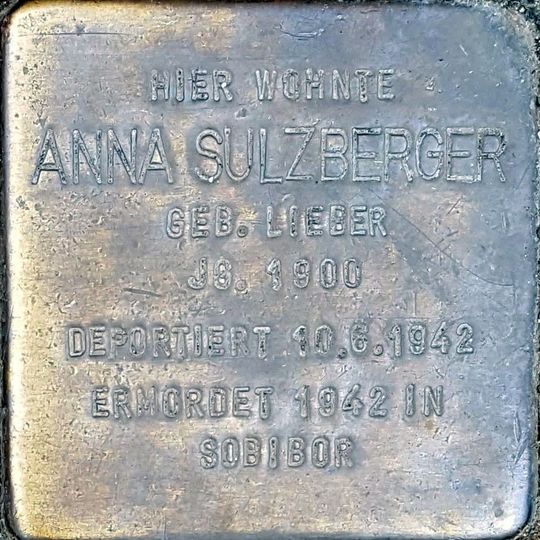 HIER WOHNTE
ANNA SULZBERGER
GEB. LIEBER
JG. 1900
DEPORTIERT 10.6.1942
ERMORDET 1942 IN
SOBIBOR